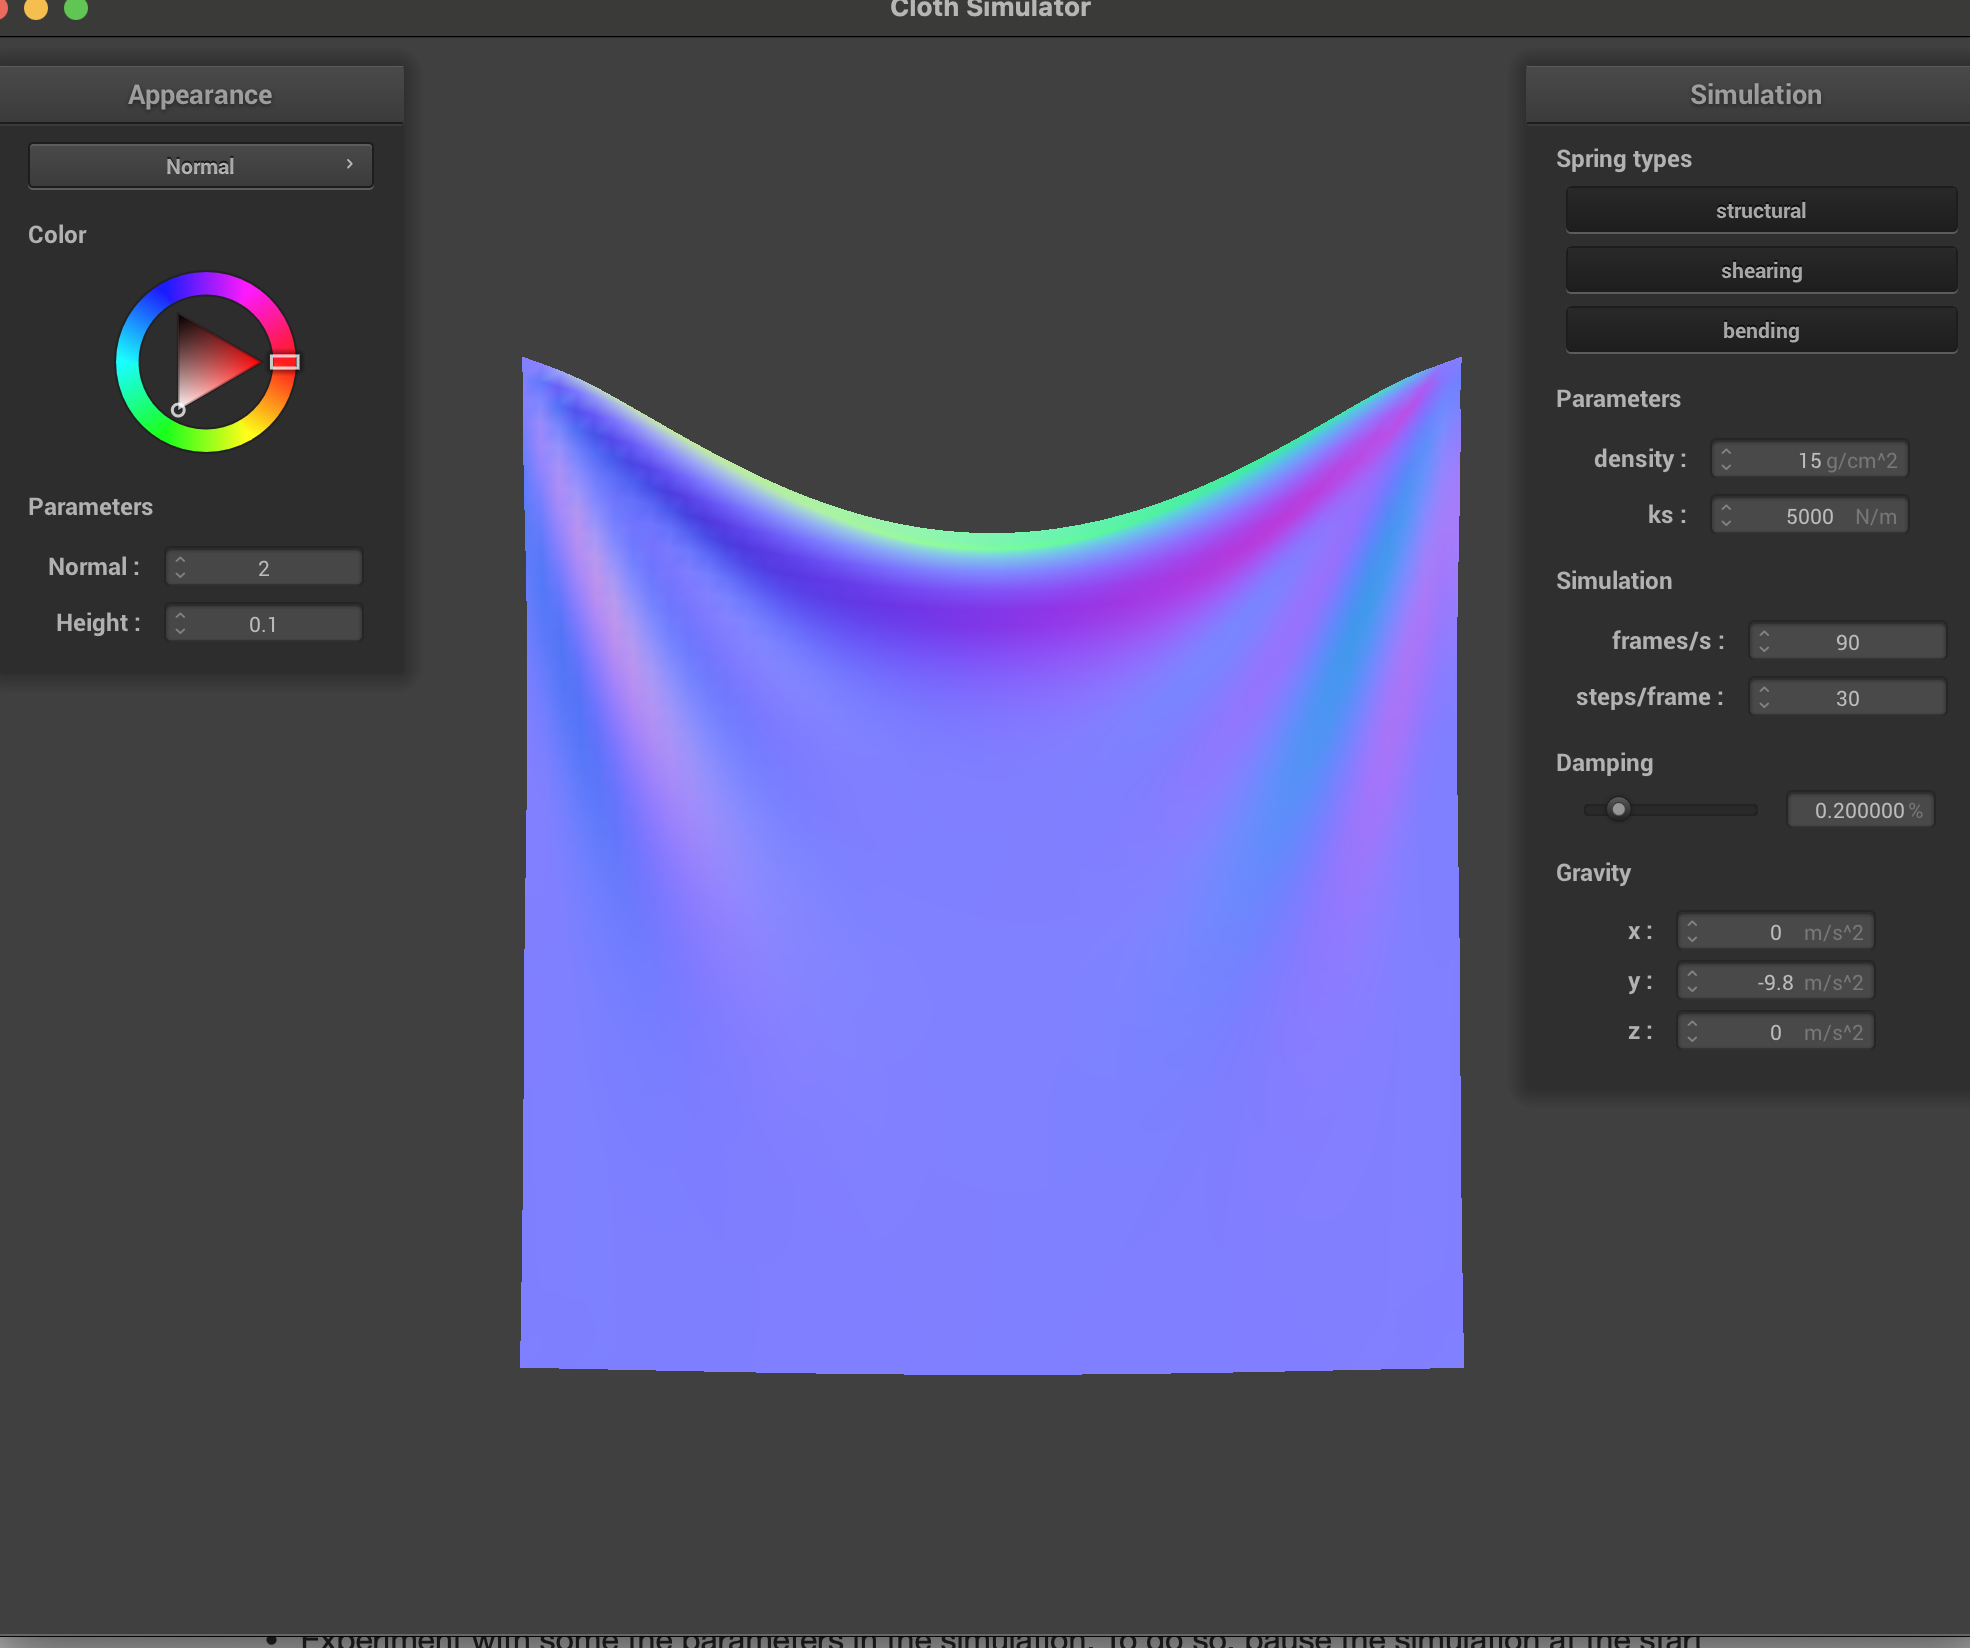 Cloth Simulator
Appearance
Normal
Color
Parameters
Normal :
2
Height :
0.1
Simulation
Spring types
structural
shearing
bending
Parameters
density :
15 g/cm^2
ks :
5000 N/m
Simulation
frames/s :
90
steps/frame :
30
Damping
0.200000 %
Gravity
x :
0 m/s^2
y :
-9.8 m/s^2
z :
0 m/s^2
• Experiment with some the parameters in the simulation. To do so, pause the simulation at the start